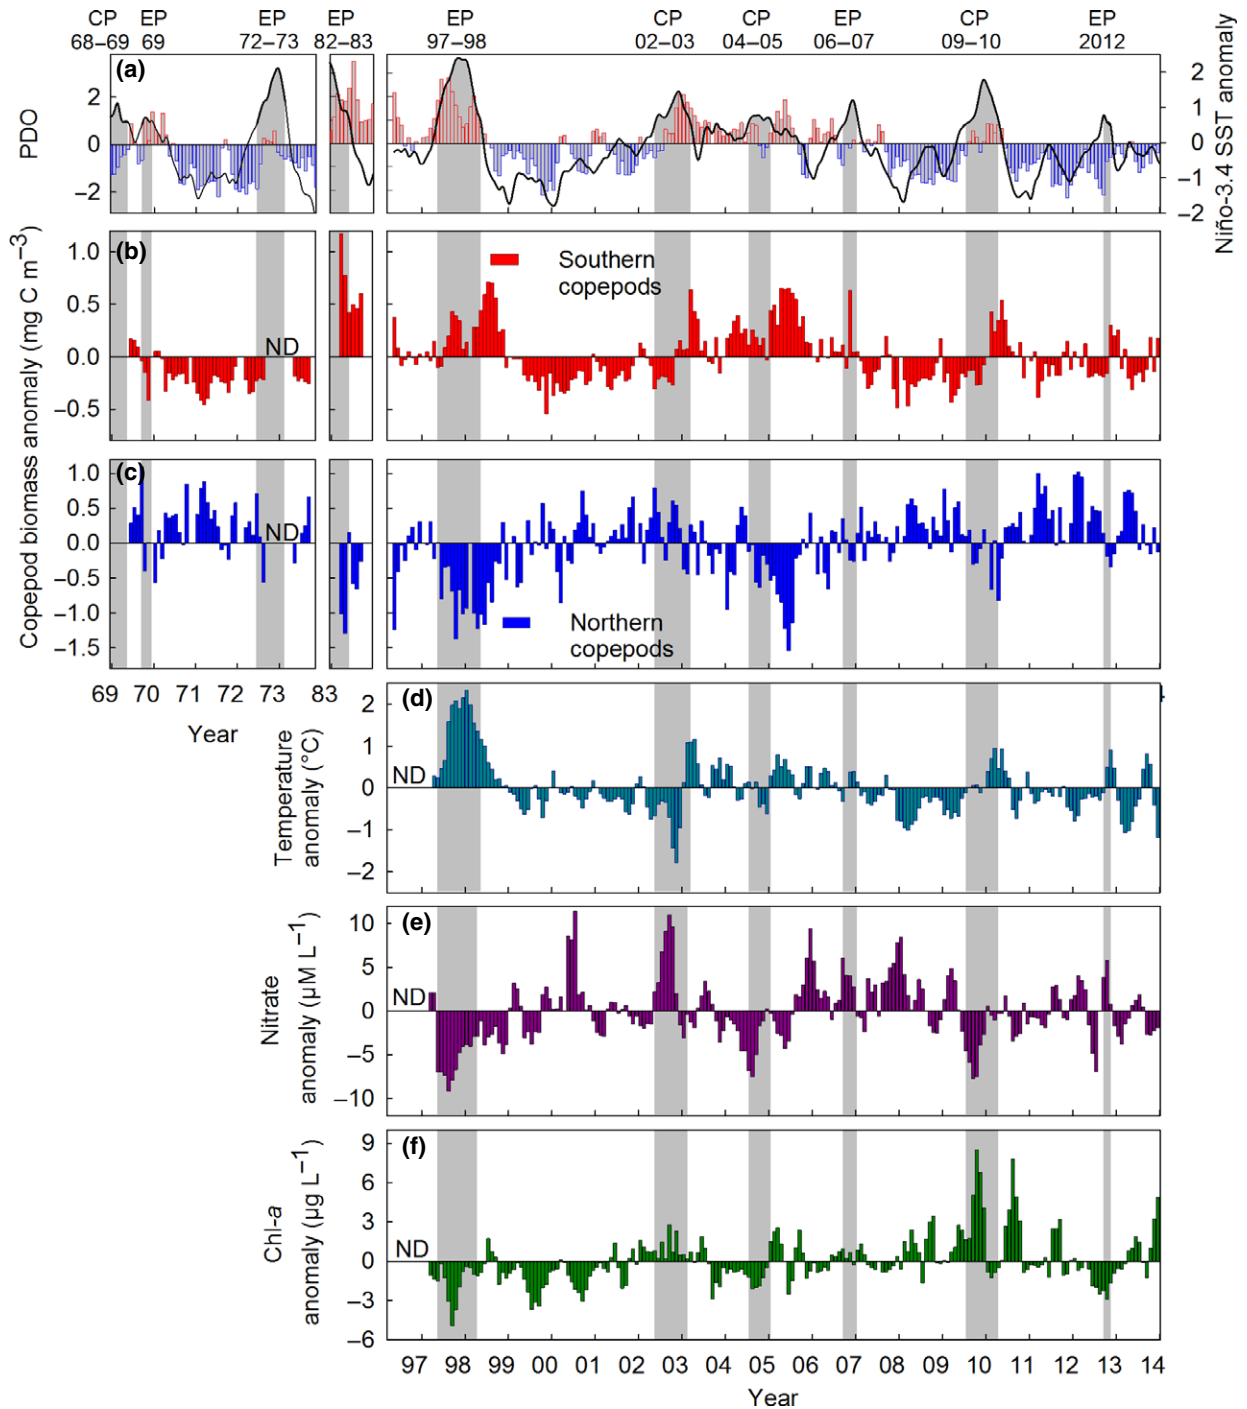 CP EP EP EP EP CP CP EP CP EP
68–69 69 72–73 82–83 97–98 02–03 04–05 06–07 09–10 2012
(a)
PDO
2
0
−2
2
1
0
−1
−2
Niño-3.4 SST anomaly
Copepod biomass anomaly (mg C m−3)
(b)
1.0
0.5
0.0
−0.5
ND
Southern
copepods
(c)
1.0
0.5
0.0
−0.5
−1.0
−1.5
ND
Northern
copepods
69 70 71 72 73 83
Year
(d)
Temperature
anomaly (°C)
2
1
0
−1
−2
ND
(e)
Nitrate
anomaly (µM L−1)
10
5
0
−5
−10
ND
(f)
Chl-a
anomaly (µg L−1)
9
6
3
0
−3
−6
ND
97 98 99 00 01 02 03 04 05 06 07 08 09 10 11 12 13 14
Year